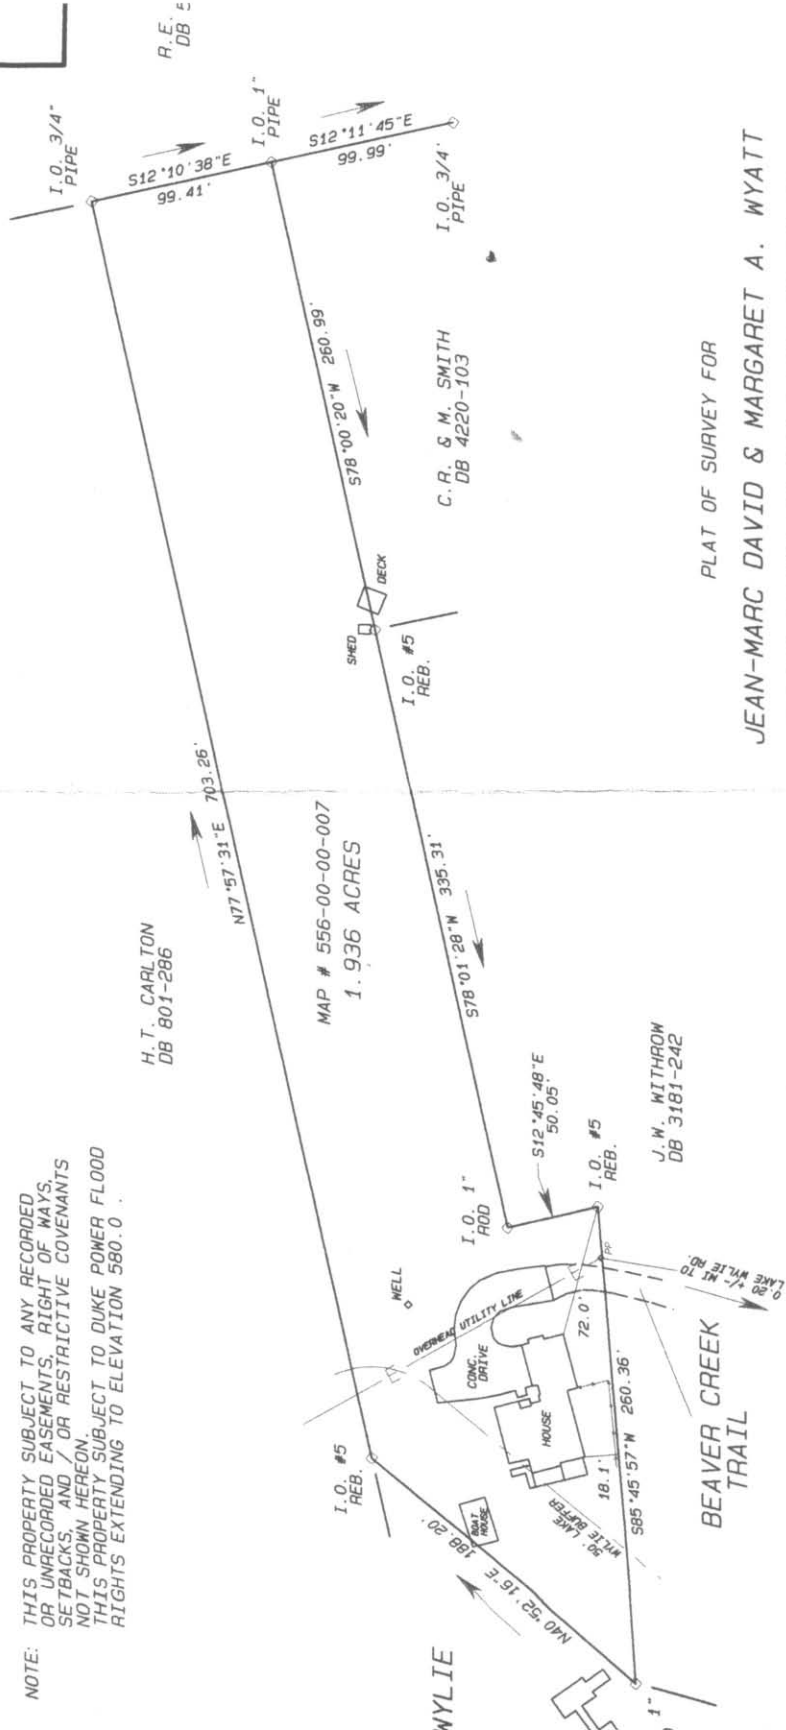 NOTE: THIS PROPERTY SUBJECT TO ANY RECORDED
OR UNRECORDED EASEMENTS, RIGHT OF WAYS,
SETBACKS, AND / OR RESTRICTIVE COVENANTS
NOT SHOWN HEREON.
THIS PROPERTY SUBJECT TO DUKE POWER FLOOD
RIGHTS EXTENDING TO ELEVATION 580.0 .
R.E.
DB
I.O. 3/4"
PIPE
S12°10'38"E
99.41'
I.O. 1"
PIPE
S12°11'45"E
99.99'
I.O. 3/4'
PIPE
N77°57'31"E 703.26'
S78°00'20"W 260.99'
C.R. & M. SMITH
DB 4220-103
DECK
SHED
I.O. #5
REB.
H.T. CARLTON
DB 801-286
MAP # 556-00-00-007
1.936 ACRES
S78°01'28"W 335.31'
S12°45'48"E
50.05'
I.O. 1"
ROD
I.O. #5
REB.
J.W. WITHROW
DB 3181-242
WELL
OVERHEAD UTILITY LINE
CONC.
DRIVE
HOUSE
72.0'
PP
0.20 +/- MI TO
LAKE WYLIE RD.
I.O. #5
REB.
BOAT
HOUSE
188.20'
N40°52'16"E
50' LAKE
WYLIE BUFFER
18.1'
S85°45'57"W 260.36'
BEAVER CREEK
TRAIL
WYLIE
1"
PLAT OF SURVEY FOR
JEAN-MARC DAVID & MARGARET A. WYATT